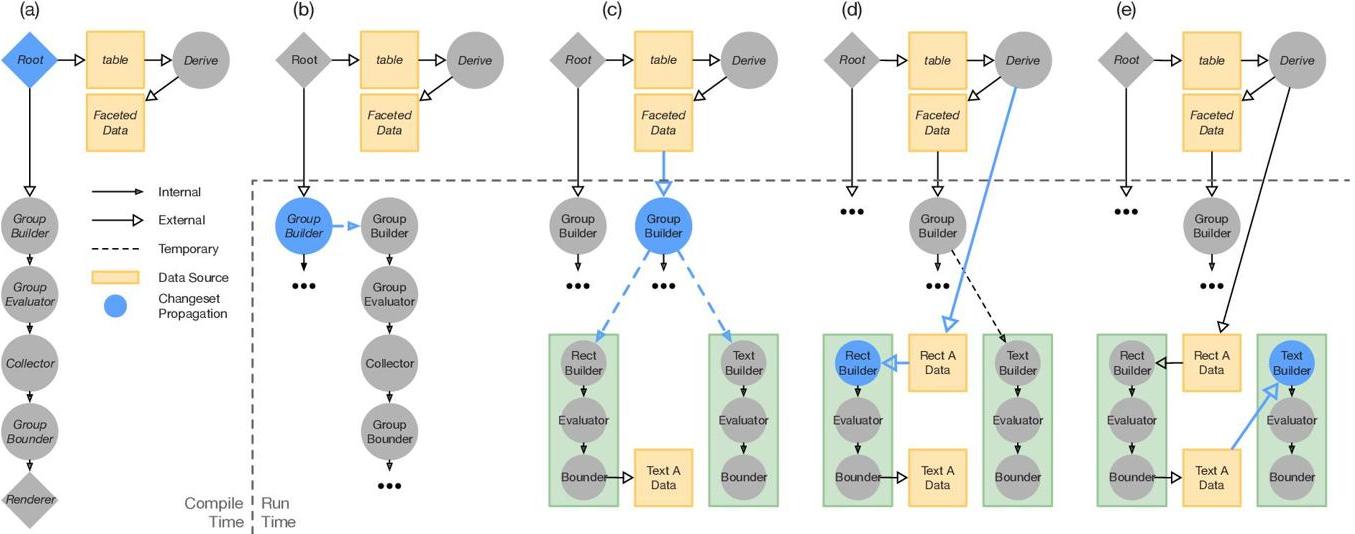 (a)
Root
table
Derive
Faceted
Data
Group
Builder
Group
Evaluator
Collector
Group
Bounder
Renderer
Internal
External
Temporary
Data Source
Changeset
Propagation
Compile
Time
Run
Time
(b)
Root
table
Derive
Faceted
Data
Group
Builder
•••
Group
Builder
Group
Evaluator
Collector
Group
Bounder
•••
(c)
Root
table
Derive
Faceted
Data
Group
Builder
•••
Group
Builder
•••
Rect
Builder
Evaluator
Bounder
Text A
Data
Text
Builder
Evaluator
Bounder
(d)
Root
table
Derive
Faceted
Data
•••
Group
Builder
•••
Rect
Builder
Rect A
Data
Evaluator
Bounder
Text A
Data
Text
Builder
Evaluator
Bounder
(e)
Root
table
Derive
Faceted
Data
•••
Group
Builder
•••
Rect
Builder
Rect A
Data
Evaluator
Bounder
Text A
Data
Text
Builder
Evaluator
Bounder